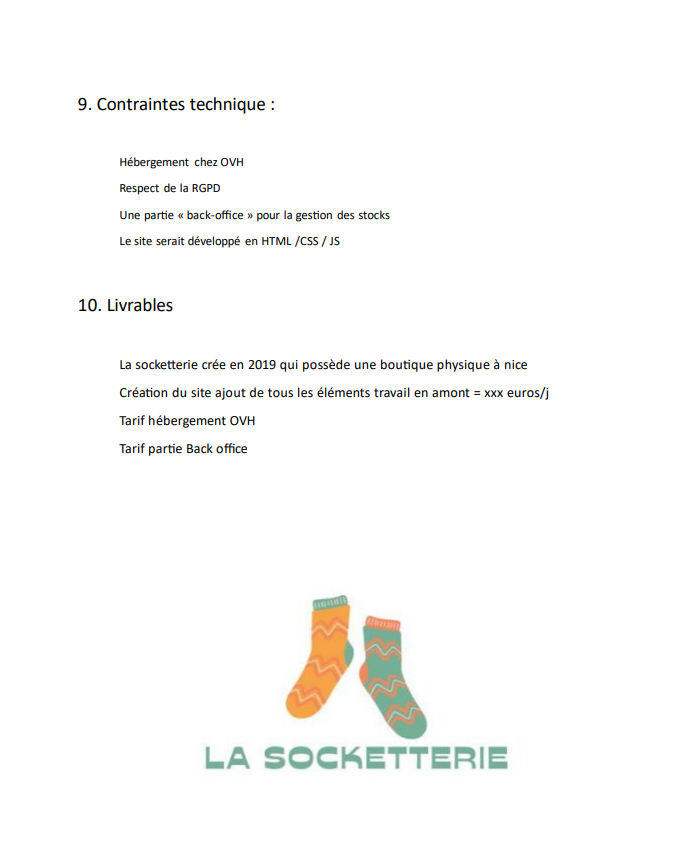 9. Contraintes technique :
Hébergement chez OVH
Respect de la RGPD
Une partie « back-office » pour la gestion des stocks
Le site serait développé en HTML /CSS / JS
10. Livrables
La socketterie crée en 2019 qui possède une boutique physique à nice
Création du site ajout de tous les éléments travail en amont = xxx euros/j
Tarif hébergement OVH
Tarif partie Back office
LA SOCKETTERIE